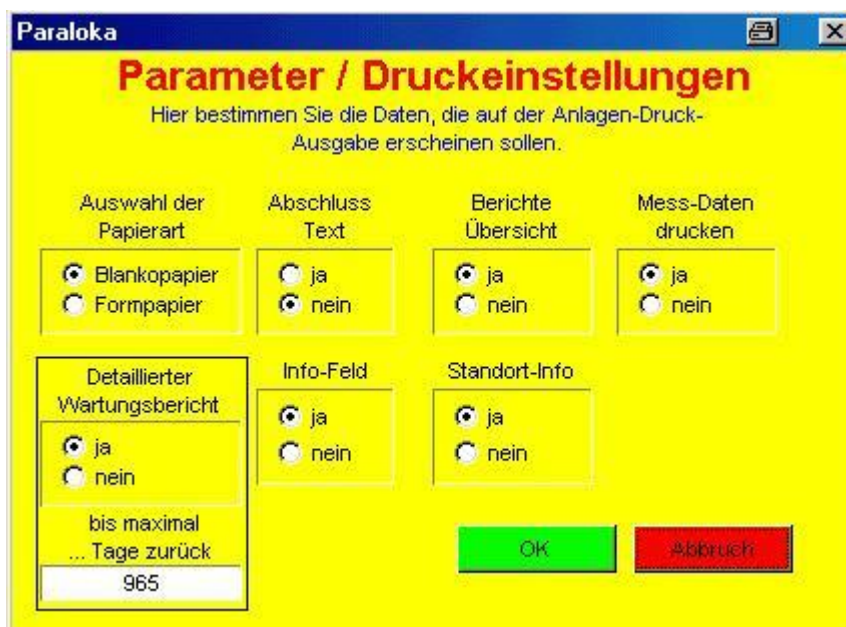 Paraloka
Parameter / Druckeinstellungen
Hier bestimmen Sie die Daten, die auf der Anlagen-Druck-
Ausgabe erscheinen sollen.
Auswahl der
Papierart
Blankopapier
Formpapier
Abschluss
Text
ja
nein
Berichte
Übersicht
ja
nein
Mess-Daten
drucken
ja
nein
Detaillierter
Wartungsbericht
ja
nein
bis maximal
... Tage zurück
965
Info-Feld
ja
nein
Standort-Info
ja
nein
OK
Abbruch